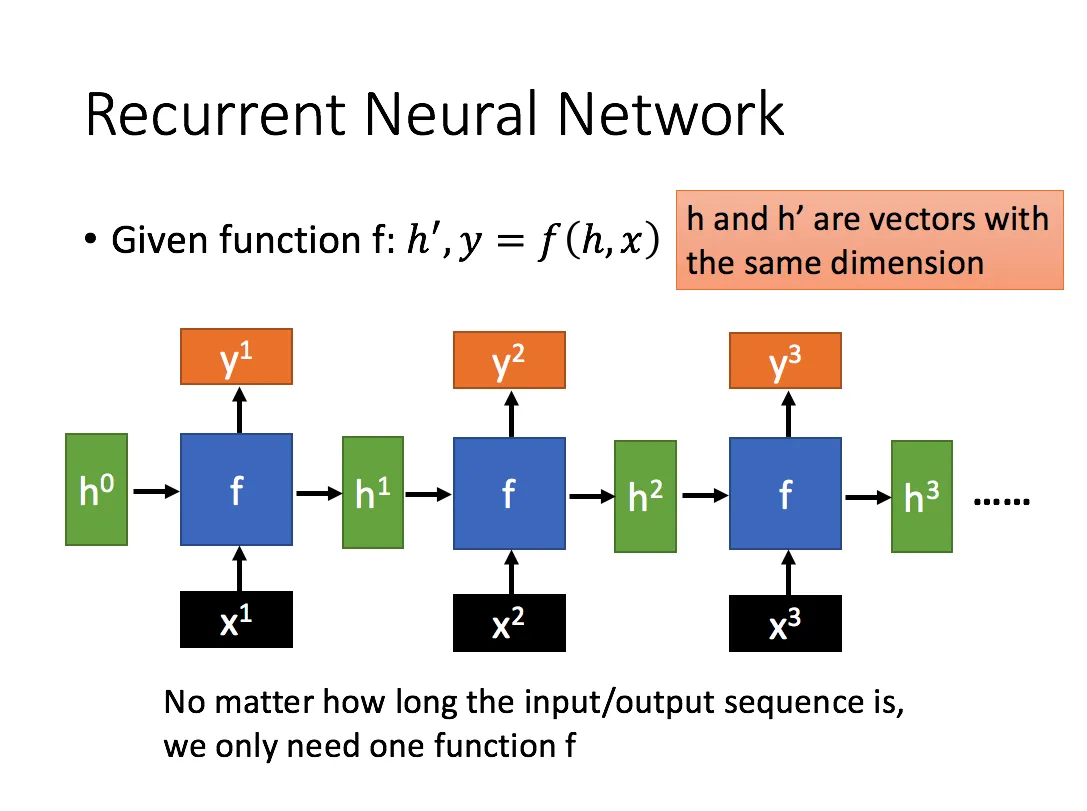 Recurrent Neural Network
• Given function f: h′, y = f(h, x)
h and h’ are vectors with
the same dimension
y¹ y² y³
h⁰ f h¹ f h² f h³ ……
x¹ x² x³
No matter how long the input/output sequence is,
we only need one function f